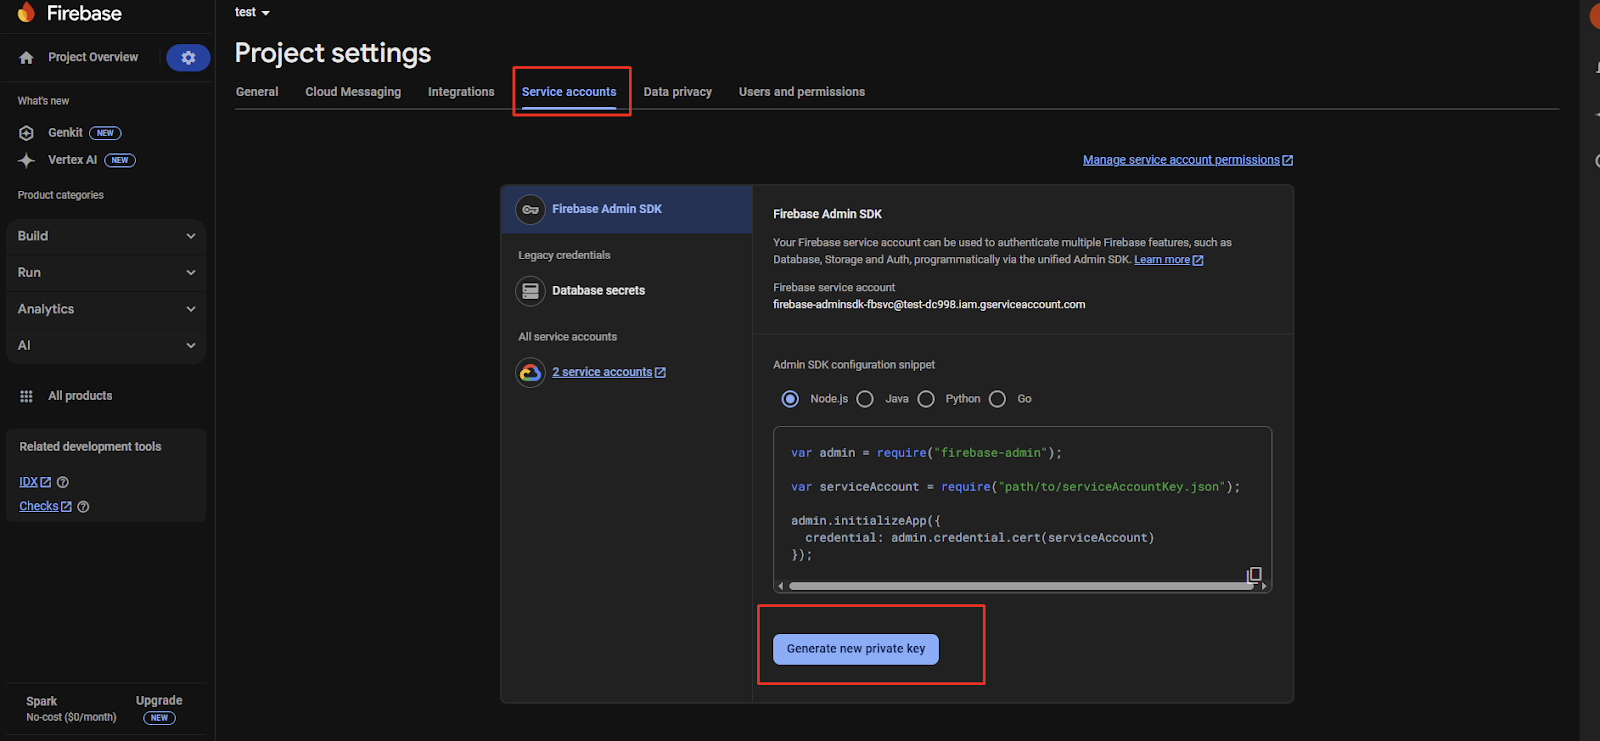 Firebase
Project Overview
What's new
Genkit NEW
Vertex AI NEW
Product categories
Build
Run
Analytics
AI
All products
Related development tools
IDX
Checks
Spark
No-cost ($0/month)
Upgrade
NEW
test
Project settings
General Cloud Messaging Integrations Service accounts Data privacy Users and permissions
Manage service account permissions
Firebase Admin SDK
Legacy credentials
Database secrets
All service accounts
2 service accounts
Firebase Admin SDK
Your Firebase service account can be used to authenticate multiple Firebase features, such as
Database, Storage and Auth, programmatically via the unified Admin SDK. Learn more
Firebase service account
firebase-adminsdk-fbsvc@test-dc998.iam.gserviceaccount.com
Admin SDK configuration snippet
Node.js Java Python Go
var admin = require("firebase-admin");
var serviceAccount = require("path/to/serviceAccountKey.json");
admin.initializeApp({
  credential: admin.credential.cert(serviceAccount)
});
Generate new private key